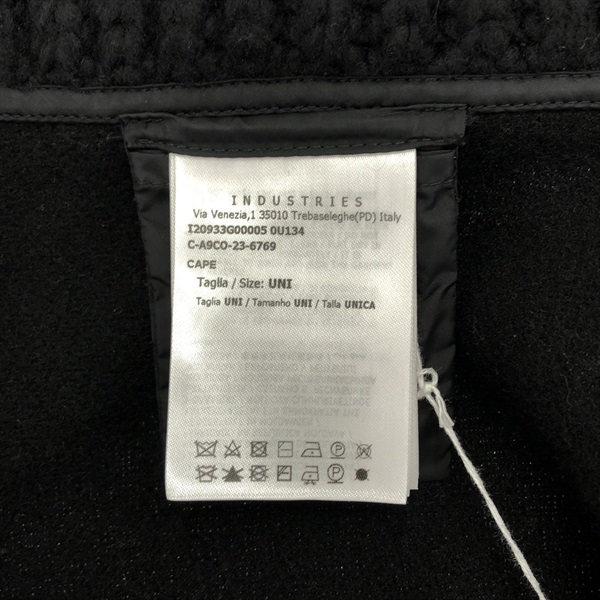 INDUSTRIES
Via Venezia,1 35010 Trebaseleghe(PD) Italy
I20933G00005 0U134
C-A9CO-23-6769
CAPE
Taglia / Size: UNI
Taglia UNI / Tamanho UNI / Talla UNICA